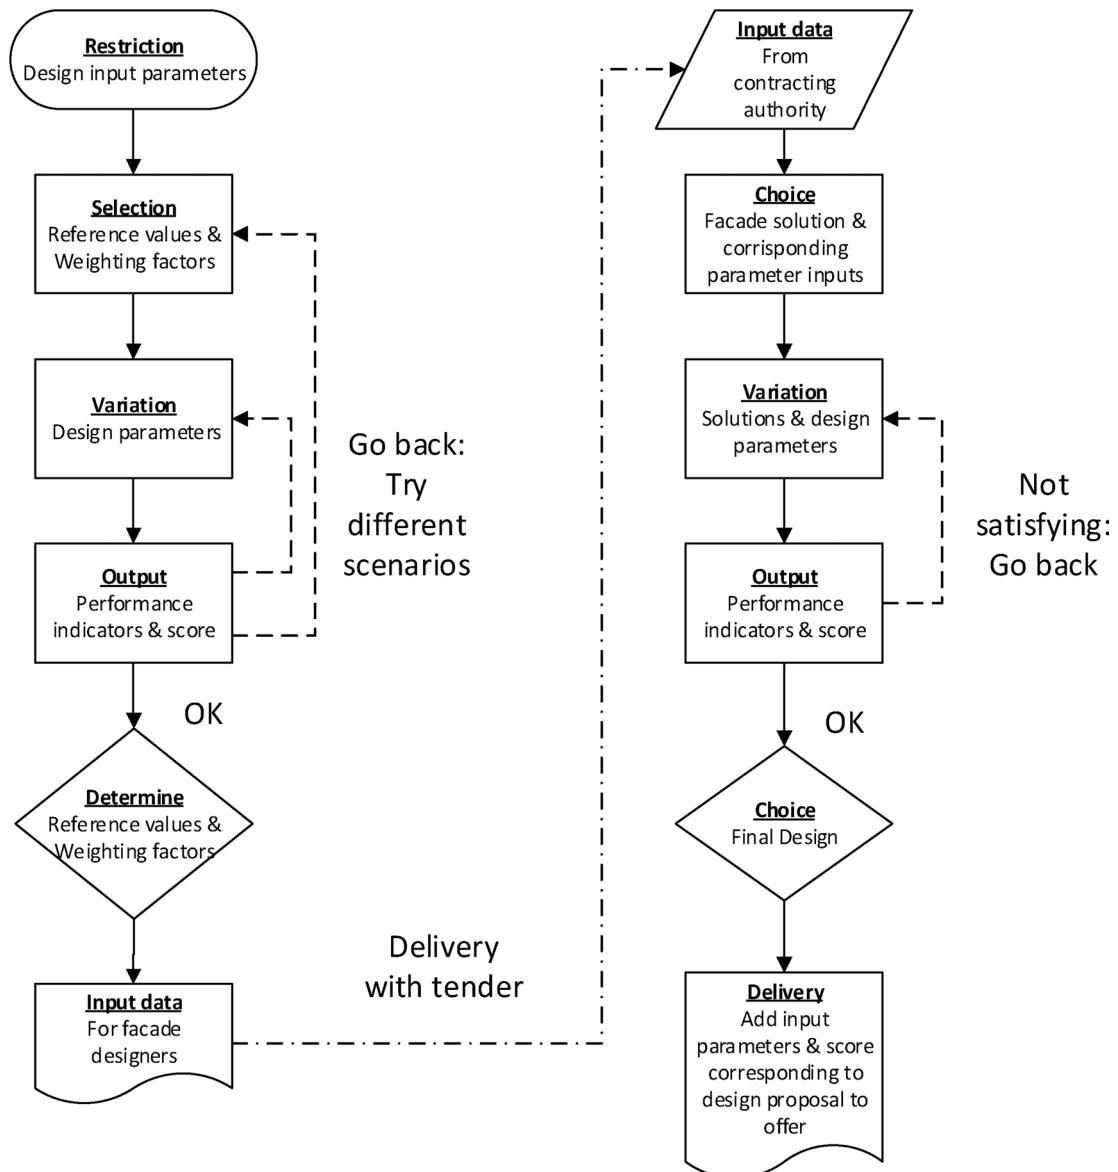 Restriction
Design input parameters
Selection
Reference values &
Weighting factors
Variation
Design parameters
Go back:
Try
different
scenarios
Output
Performance
indicators & score
OK
Determine
Reference values &
Weighting factors
Input data
For facade
designers
Delivery
with tender
Input data
From
contracting
authority
Choice
Facade solution &
corrisponding
parameter inputs
Variation
Solutions & design
parameters
Not
satisfying:
Go back
Output
Performance
indicators & score
OK
Choice
Final Design
Delivery
Add input
parameters & score
corresponding to
design proposal to
offer